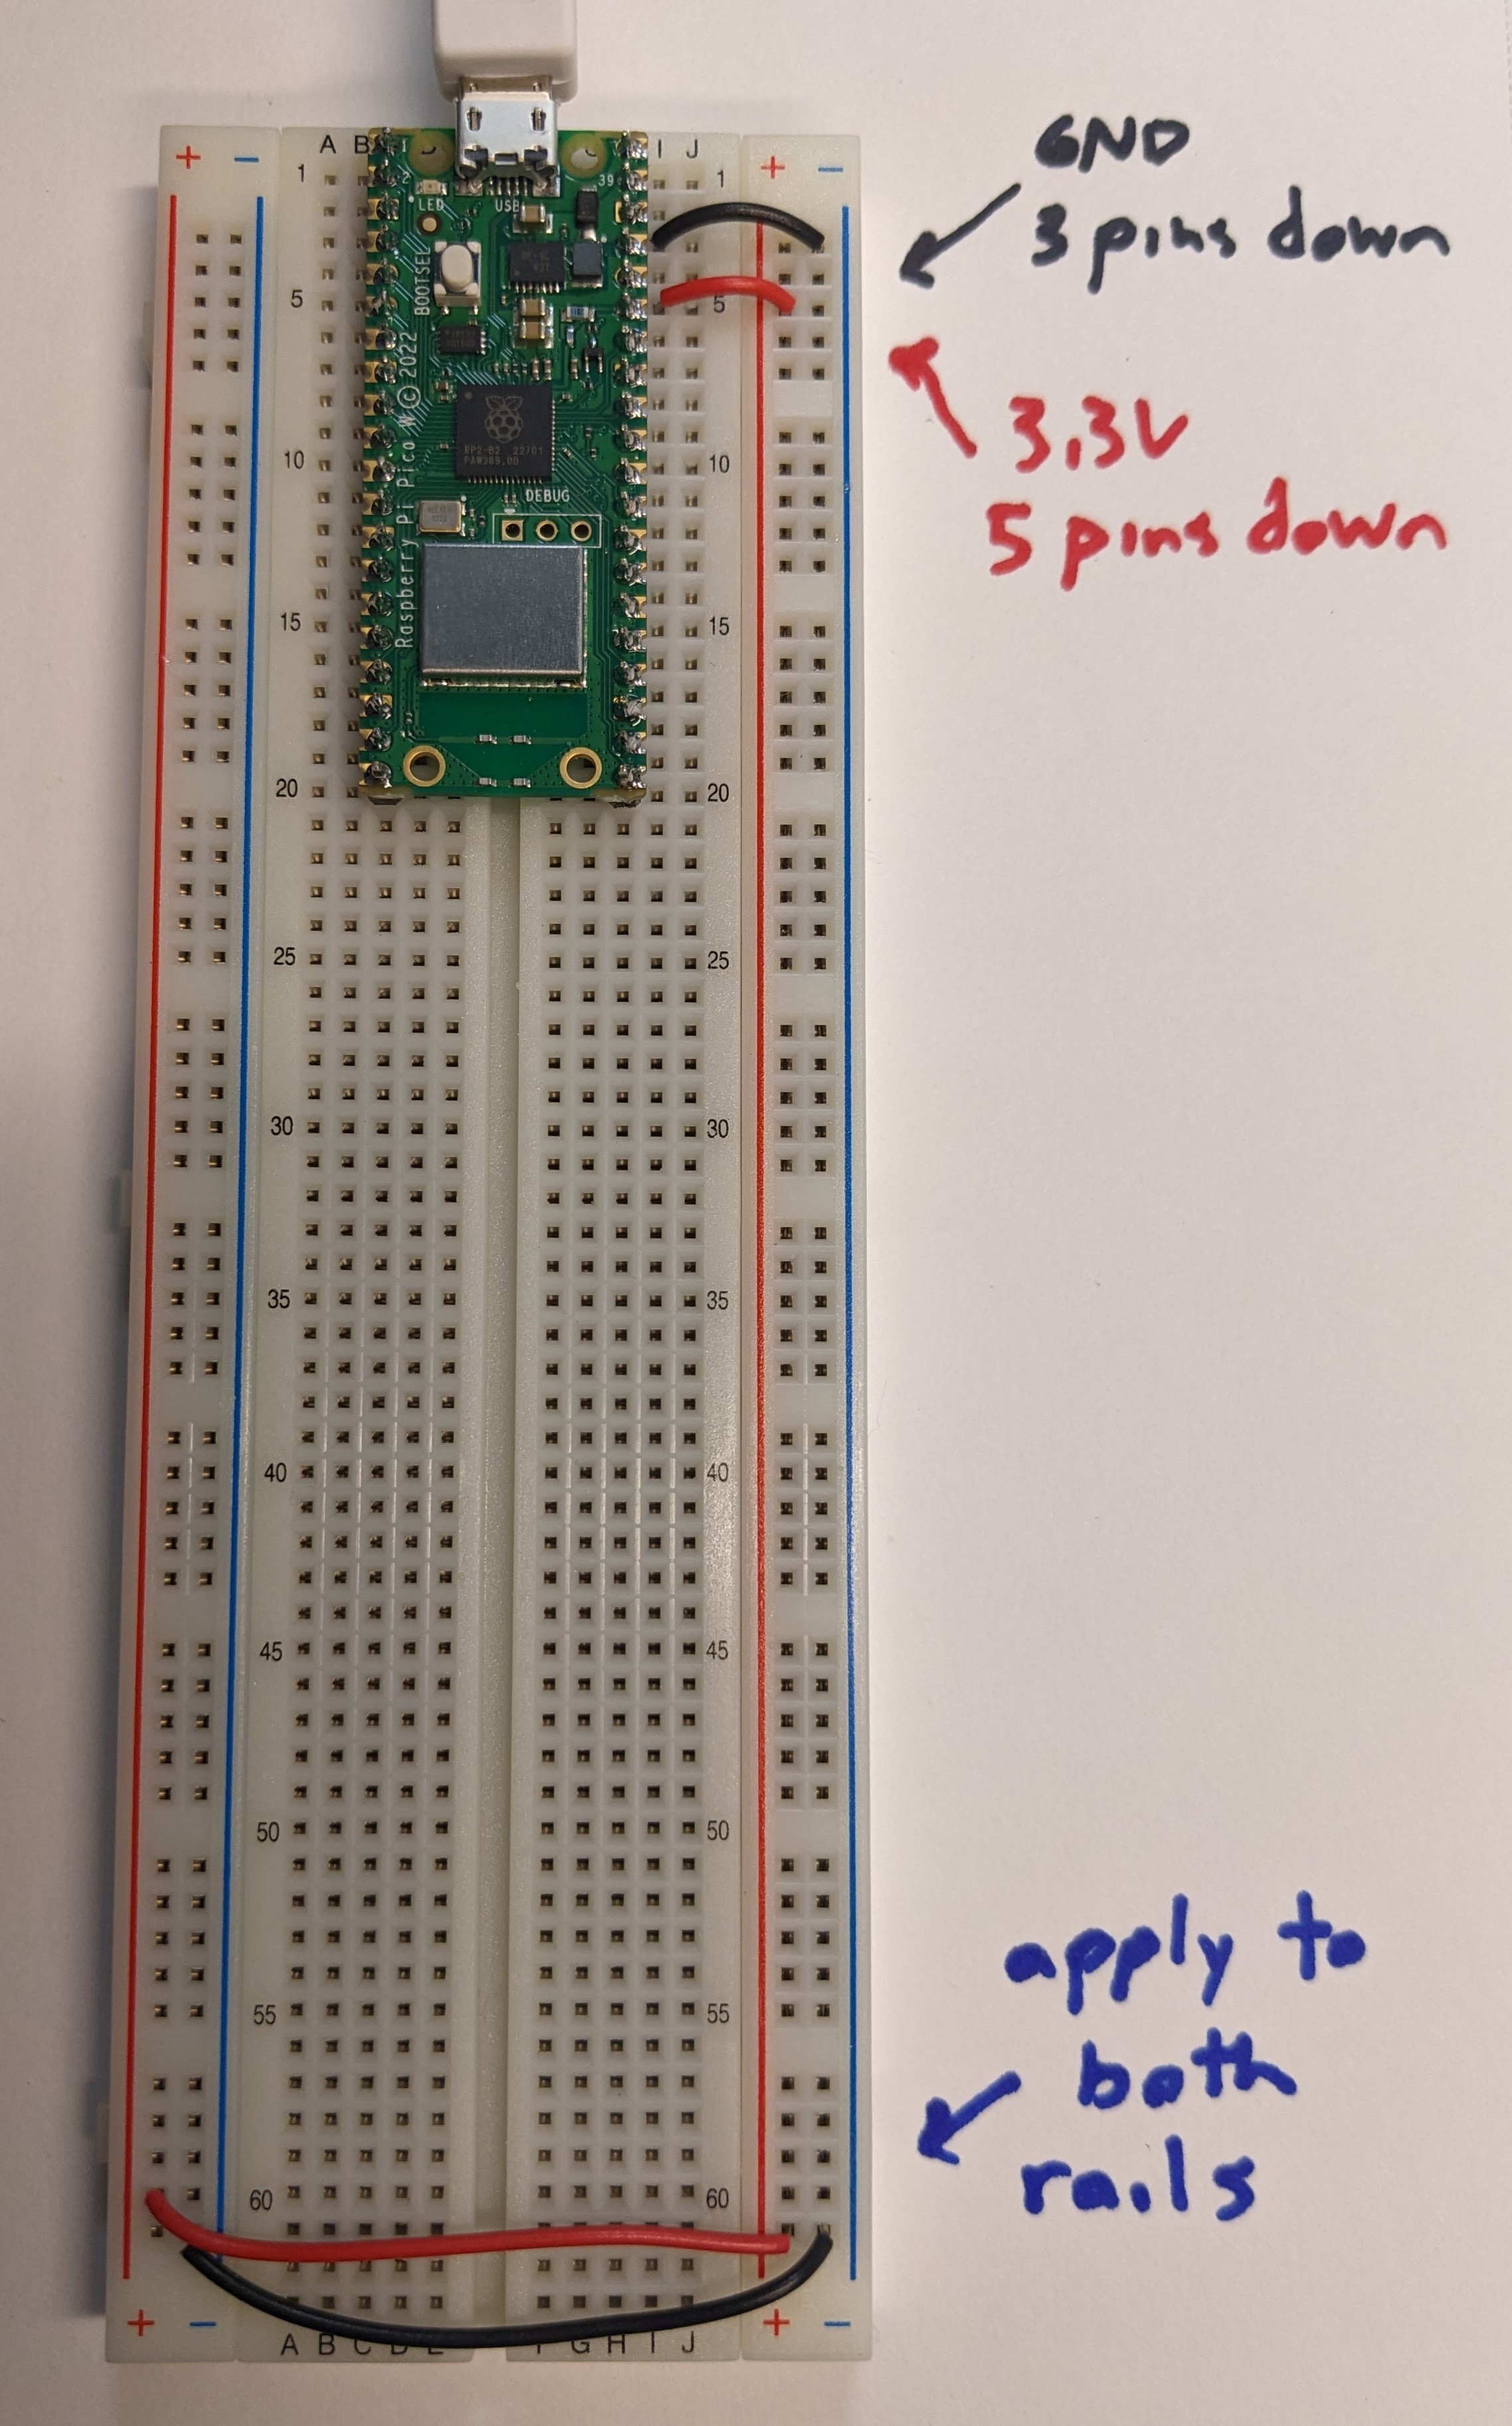 GND
3 pins down
3.3V
5 pins down
apply to
both
rails
+ −
A B
I J
+ −
1
1
5
5
10
10
15
15
20
20
25
25
30
30
35
35
40
40
45
45
50
50
55
55
60
60
LED
USB
39
BOOTSEL
Raspberry Pi Pico W © 2022
RP2-B2 22/01
DEBUG
+ −
A B C D E
G H I J
+ −